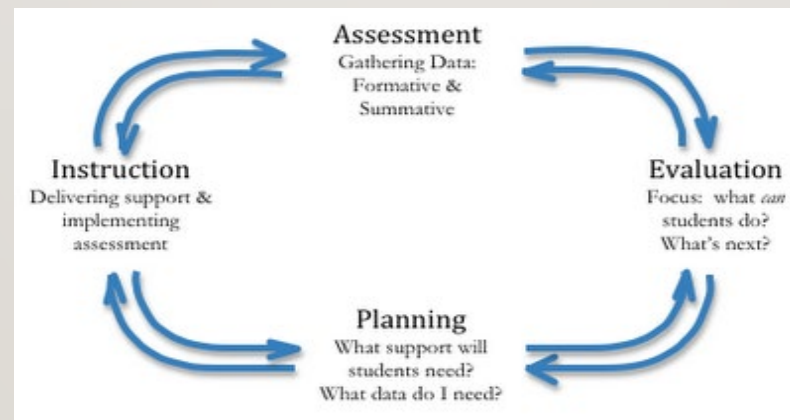 Assessment
Gathering Data:
Formative &
Summative
Instruction
Delivering support &
implementing
assessment
Evaluation
Focus: what can
students do?
What's next?
Planning
What support will
students need?
What data do I need?